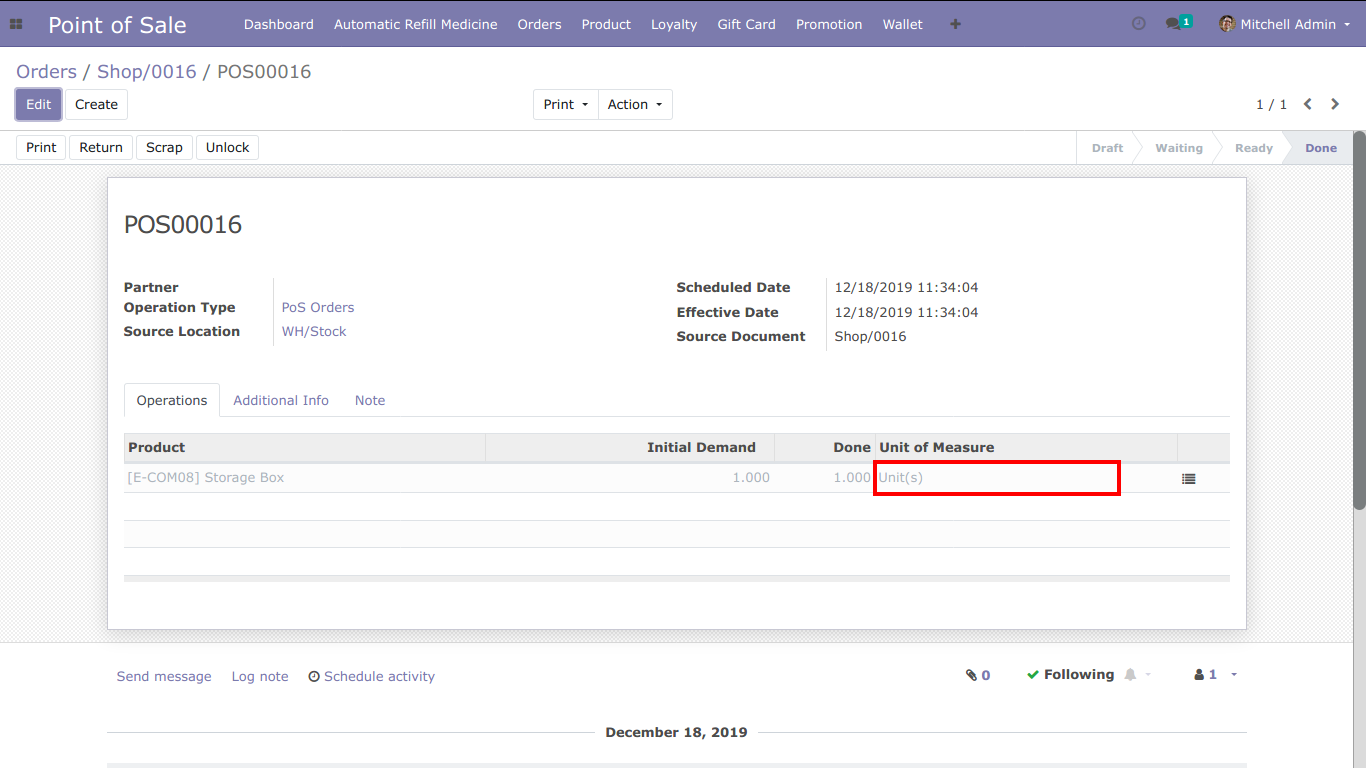 Point of Sale Dashboard Automatic Refill Medicine Orders Product Loyalty Gift Card Promotion Wallet 1 Mitchell Admin
Orders / Shop/0016 / POS00016
Edit Create Print Action 1 / 1
Print Return Scrap Unlock Draft Waiting Ready Done
POS00016
Partner Scheduled Date 12/18/2019 11:34:04
Operation Type PoS Orders Effective Date 12/18/2019 11:34:04
Source Location WH/Stock Source Document Shop/0016
Operations Additional Info Note
Product Initial Demand Done Unit of Measure
[E-COM08] Storage Box 1.000 1.000 Unit(s)
Send message Log note Schedule activity 0 Following 1
December 18, 2019